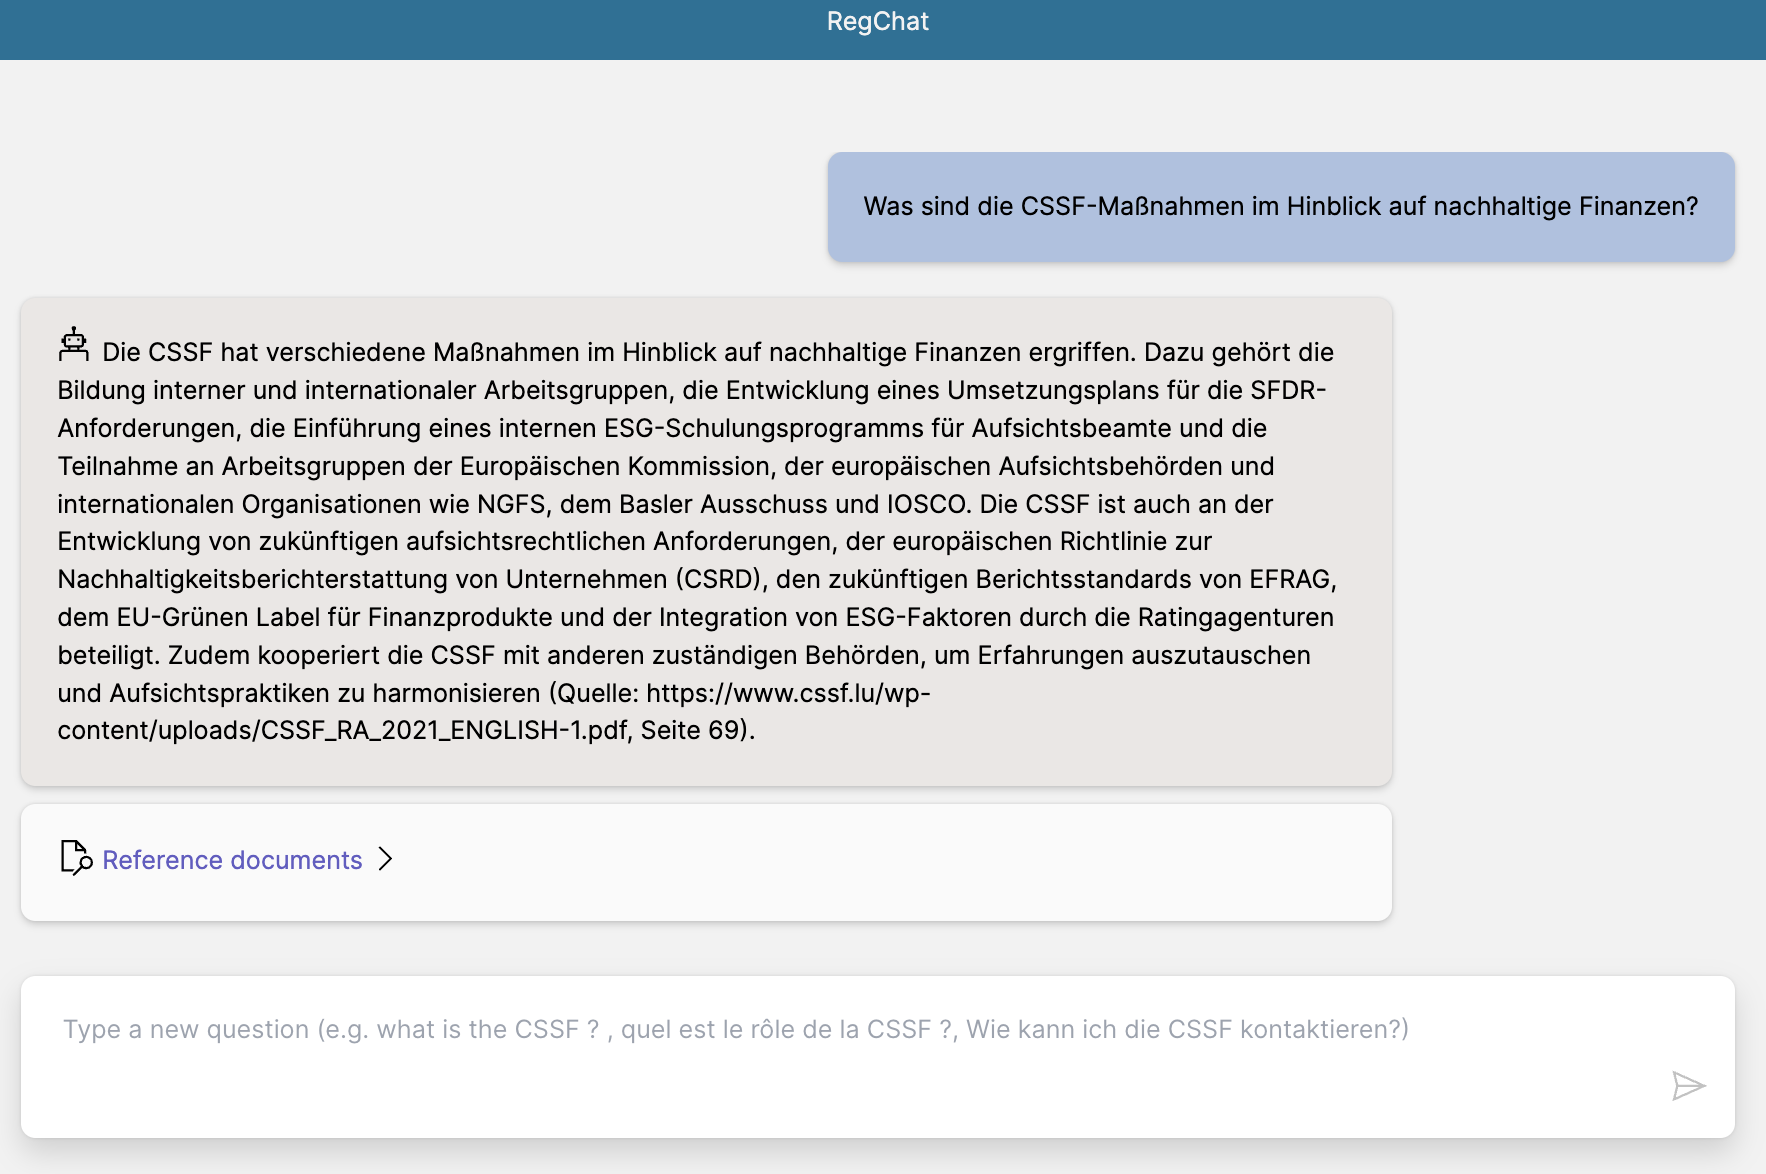 RegChat
Was sind die CSSF-Maßnahmen im Hinblick auf nachhaltige Finanzen?
Die CSSF hat verschiedene Maßnahmen im Hinblick auf nachhaltige Finanzen ergriffen. Dazu gehört die
Bildung interner und internationaler Arbeitsgruppen, die Entwicklung eines Umsetzungsplans für die SFDR-
Anforderungen, die Einführung eines internen ESG-Schulungsprogramms für Aufsichtsbeamte und die
Teilnahme an Arbeitsgruppen der Europäischen Kommission, der europäischen Aufsichtsbehörden und
internationalen Organisationen wie NGFS, dem Basler Ausschuss und IOSCO. Die CSSF ist auch an der
Entwicklung von zukünftigen aufsichtsrechtlichen Anforderungen, der europäischen Richtlinie zur
Nachhaltigkeitsberichterstattung von Unternehmen (CSRD), den zukünftigen Berichtsstandards von EFRAG,
dem EU-Grünen Label für Finanzprodukte und der Integration von ESG-Faktoren durch die Ratingagenturen
beteiligt. Zudem kooperiert die CSSF mit anderen zuständigen Behörden, um Erfahrungen auszutauschen
und Aufsichtspraktiken zu harmonisieren (Quelle: https://www.cssf.lu/wp-
content/uploads/CSSF_RA_2021_ENGLISH-1.pdf, Seite 69).
Reference documents
Type a new question (e.g. what is the CSSF ? , quel est le rôle de la CSSF ?, Wie kann ich die CSSF kontaktieren?)